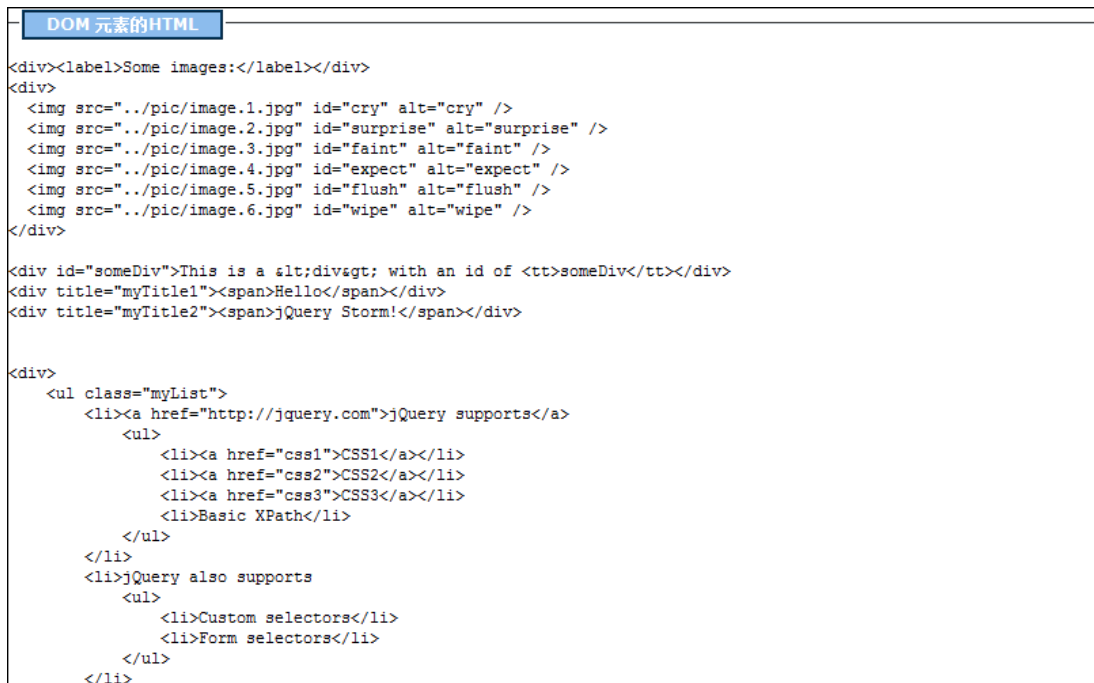 DOM 元素的HTML
<div><label>Some images:</label></div>
<div>
  <img src="../pic/image.1.jpg" id="cry" alt="cry" />
  <img src="../pic/image.2.jpg" id="surprise" alt="surprise" />
  <img src="../pic/image.3.jpg" id="faint" alt="faint" />
  <img src="../pic/image.4.jpg" id="expect" alt="expect" />
  <img src="../pic/image.5.jpg" id="flush" alt="flush" />
  <img src="../pic/image.6.jpg" id="wipe" alt="wipe" />
</div>
<div id="someDiv">This is a &lt;div&gt; with an id of <tt>someDiv</tt></div>
<div title="myTitle1"><span>Hello</span></div>
<div title="myTitle2"><span>jQuery Storm!</span></div>
<div>
    <ul class="myList">
        <li><a href="http://jquery.com">jQuery supports</a>
            <ul>
                <li><a href="css1">CSS1</a></li>
                <li><a href="css2">CSS2</a></li>
                <li><a href="css3">CSS3</a></li>
                <li>Basic XPath</li>
            </ul>
        </li>
        <li>jQuery also supports
            <ul>
                <li>Custom selectors</li>
                <li>Form selectors</li>
            </ul>
        </li>